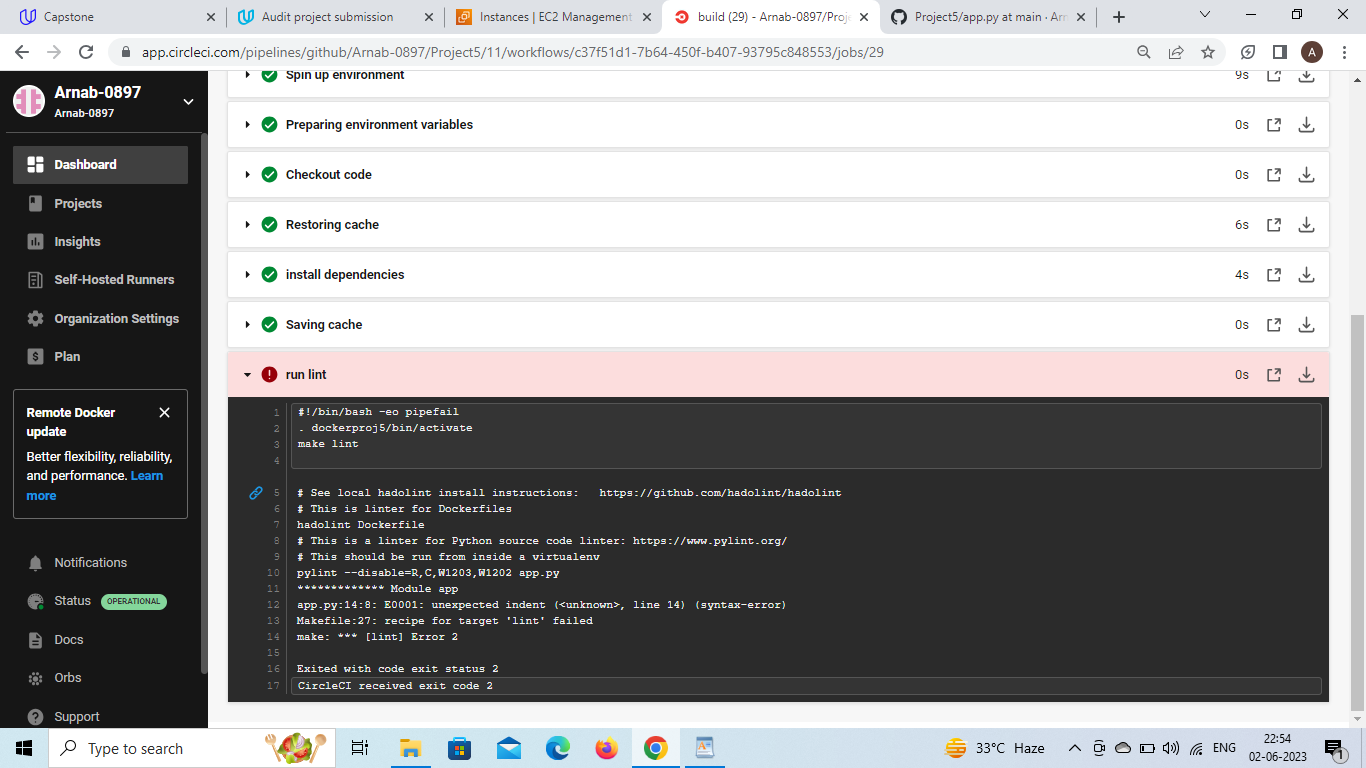 Capstone
Audit project submission
Instances | EC2 Management
build (29) - Arnab-0897/Proj
Project5/app.py at main · Arn
app.circleci.com/pipelines/github/Arnab-0897/Project5/11/workflows/c37f51d1-7b64-450f-b407-93795c848553/jobs/29
A
Arnab-0897
Arnab-0897
Dashboard
Projects
Insights
Self-Hosted Runners
Organization Settings
Plan
Remote Docker
update
Better flexibility, reliability,
and performance. Learn
more
Notifications
Status OPERATIONAL
Docs
Orbs
Support
Spin up environment 9s
Preparing environment variables 0s
Checkout code 0s
Restoring cache 6s
install dependencies 4s
Saving cache 0s
run lint 0s
1 #!/bin/bash -eo pipefail
2 . dockerproj5/bin/activate
3 make lint
4
5 # See local hadolint install instructions:   https://github.com/hadolint/hadolint
6 # This is linter for Dockerfiles
7 hadolint Dockerfile
8 # This is a linter for Python source code linter: https://www.pylint.org/
9 # This should be run from inside a virtualenv
10 pylint --disable=R,C,W1203,W1202 app.py
11 ************* Module app
12 app.py:14:8: E0001: unexpected indent (<unknown>, line 14) (syntax-error)
13 Makefile:27: recipe for target 'lint' failed
14 make: *** [lint] Error 2
15
16 Exited with code exit status 2
17 CircleCI received exit code 2
Type to search
33°C Haze
ENG
22:54
02-06-2023
1